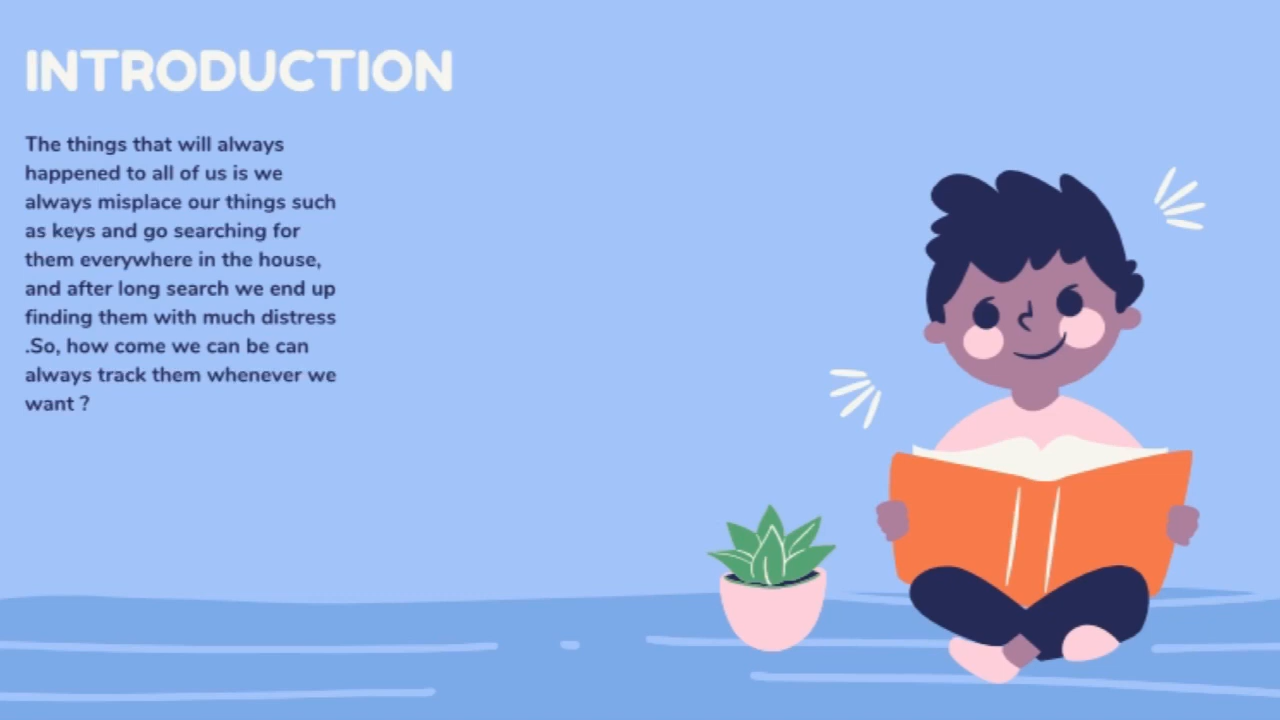 INTRODUCTION
The things that will always
happened to all of us is we
always misplace our things such
as keys and go searching for
them everywhere in the house,
and after long search we end up
finding them with much distress
.So, how come we can be can
always track them whenever we
want ?